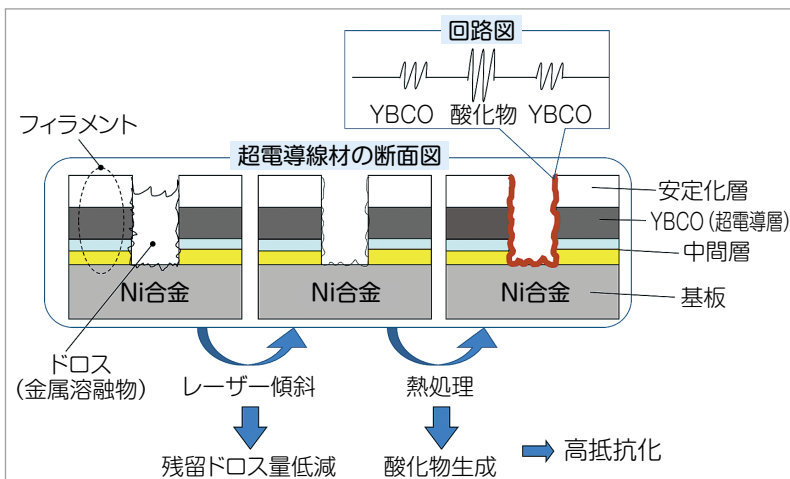 回路図
YBCO 酸化物 YBCO
フィラメント
超電導線材の断面図
安定化層
YBCO(超電導層)
中間層
Ni合金 Ni合金 Ni合金
基板
ドロス
(金属溶融物)
レーザー傾斜
熱処理
残留ドロス量低減
酸化物生成
高抵抗化